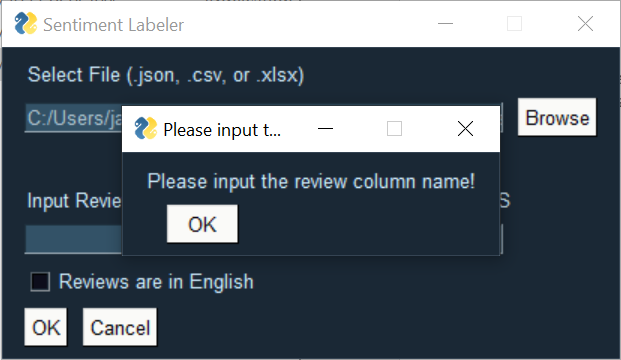 Sentiment Labeler
Select File (.json, .csv, or .xlsx)
C:/Users/ja
Browse
Please input t...
Please input the review column name!
OK
Input Revie
S
Reviews are in English
OK
Cancel